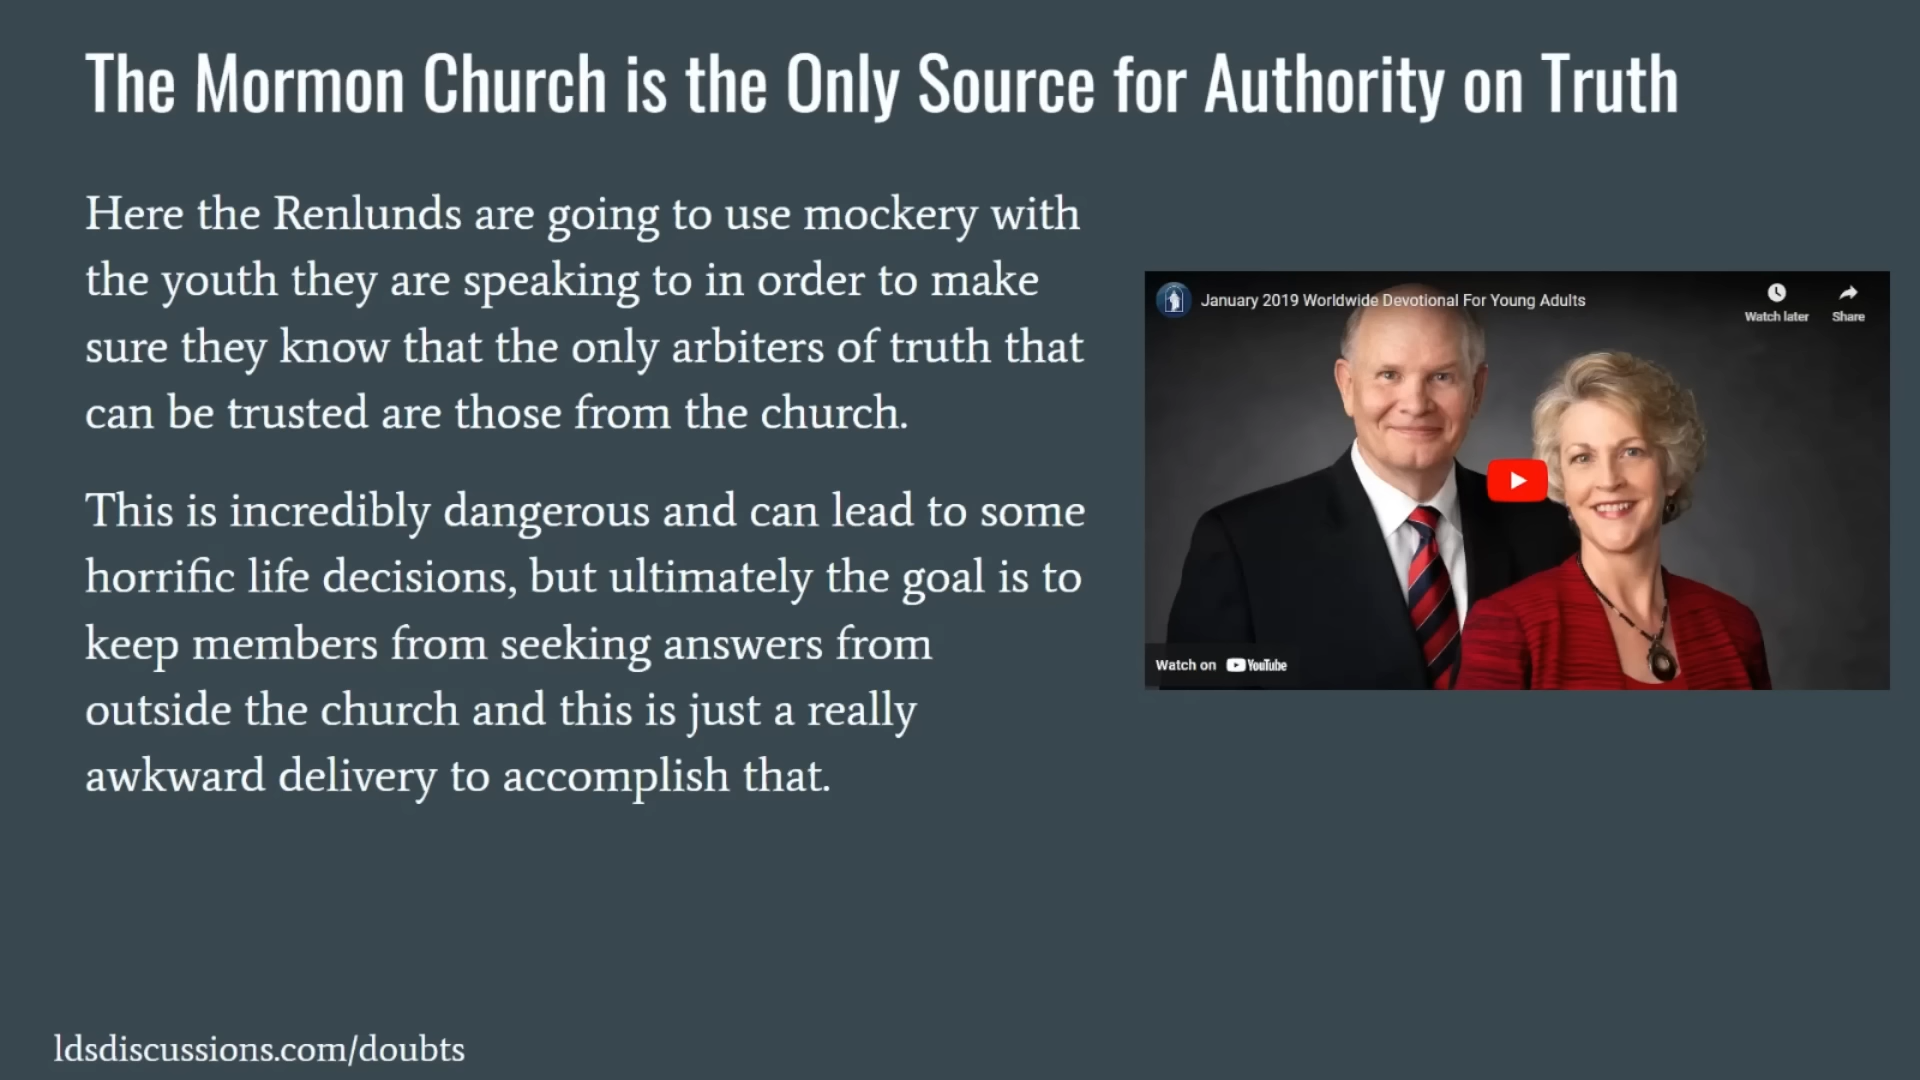 The Mormon Church is the Only Source for Authority on Truth
Here the Renlunds are going to use mockery with
the youth they are speaking to in order to make
sure they know that the only arbiters of truth that
can be trusted are those from the church.
This is incredibly dangerous and can lead to some
horrific life decisions, but ultimately the goal is to
keep members from seeking answers from
outside the church and this is just a really
awkward delivery to accomplish that.
January 2019 Worldwide Devotional For Young Adults
Watch later
Share
Watch on YouTube
ldsdiscussions.com/doubts